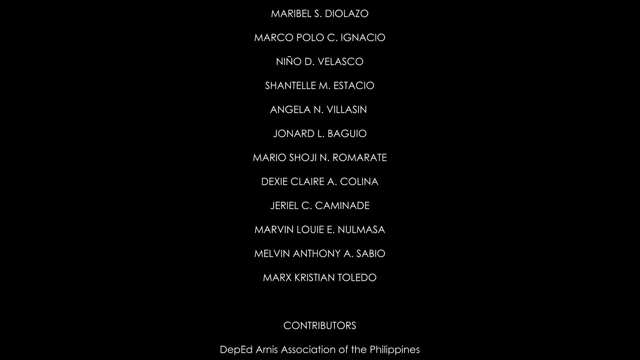 MARIBEL S. DIOLAZO
MARCO POLO C. IGNACIO
NIÑO D. VELASCO
SHANTELLE M. ESTACIO
ANGELA N. VILLASIN
JONARD L. BAGUIO
MARIO SHOJI N. ROMARATE
DEXIE CLAIRE A. COLINA
JERIEL C. CAMINADE
MARVIN LOUIE E. NULMASA
MELVIN ANTHONY A. SABIO
MARX KRISTIAN TOLEDO
CONTRIBUTORS
DepEd Arnis Association of the Philippines